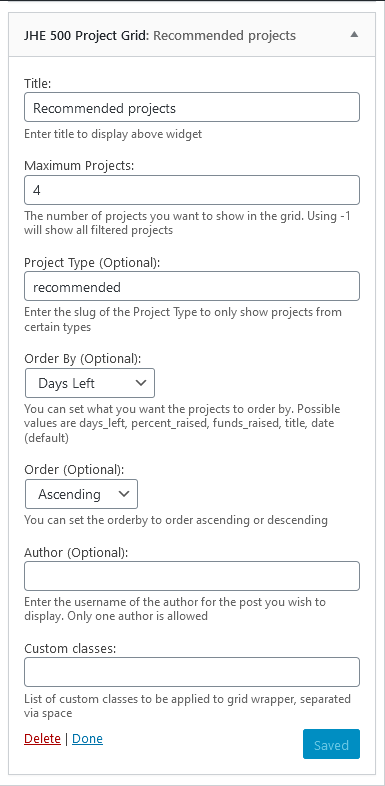 JHE 500 Project Grid: Recommended projects
Title:
Recommended projects
Enter title to display above widget
Maximum Projects:
4
The number of projects you want to show in the grid. Using -1
will show all filtered projects
Project Type (Optional):
recommended
Enter the slug of the Project Type to only show projects from
certain types
Order By (Optional):
Days Left
You can set what you want the projects to order by. Possible
values are days_left, percent_raised, funds_raised, title, date
(default)
Order (Optional):
Ascending
You can set the orderby to order ascending or descending
Author (Optional):
Enter the username of the author for the post you wish to
display. Only one author is allowed
Custom classes:
List of custom classes to be applied to grid wrapper, separated
via space
Delete | Done
Saved